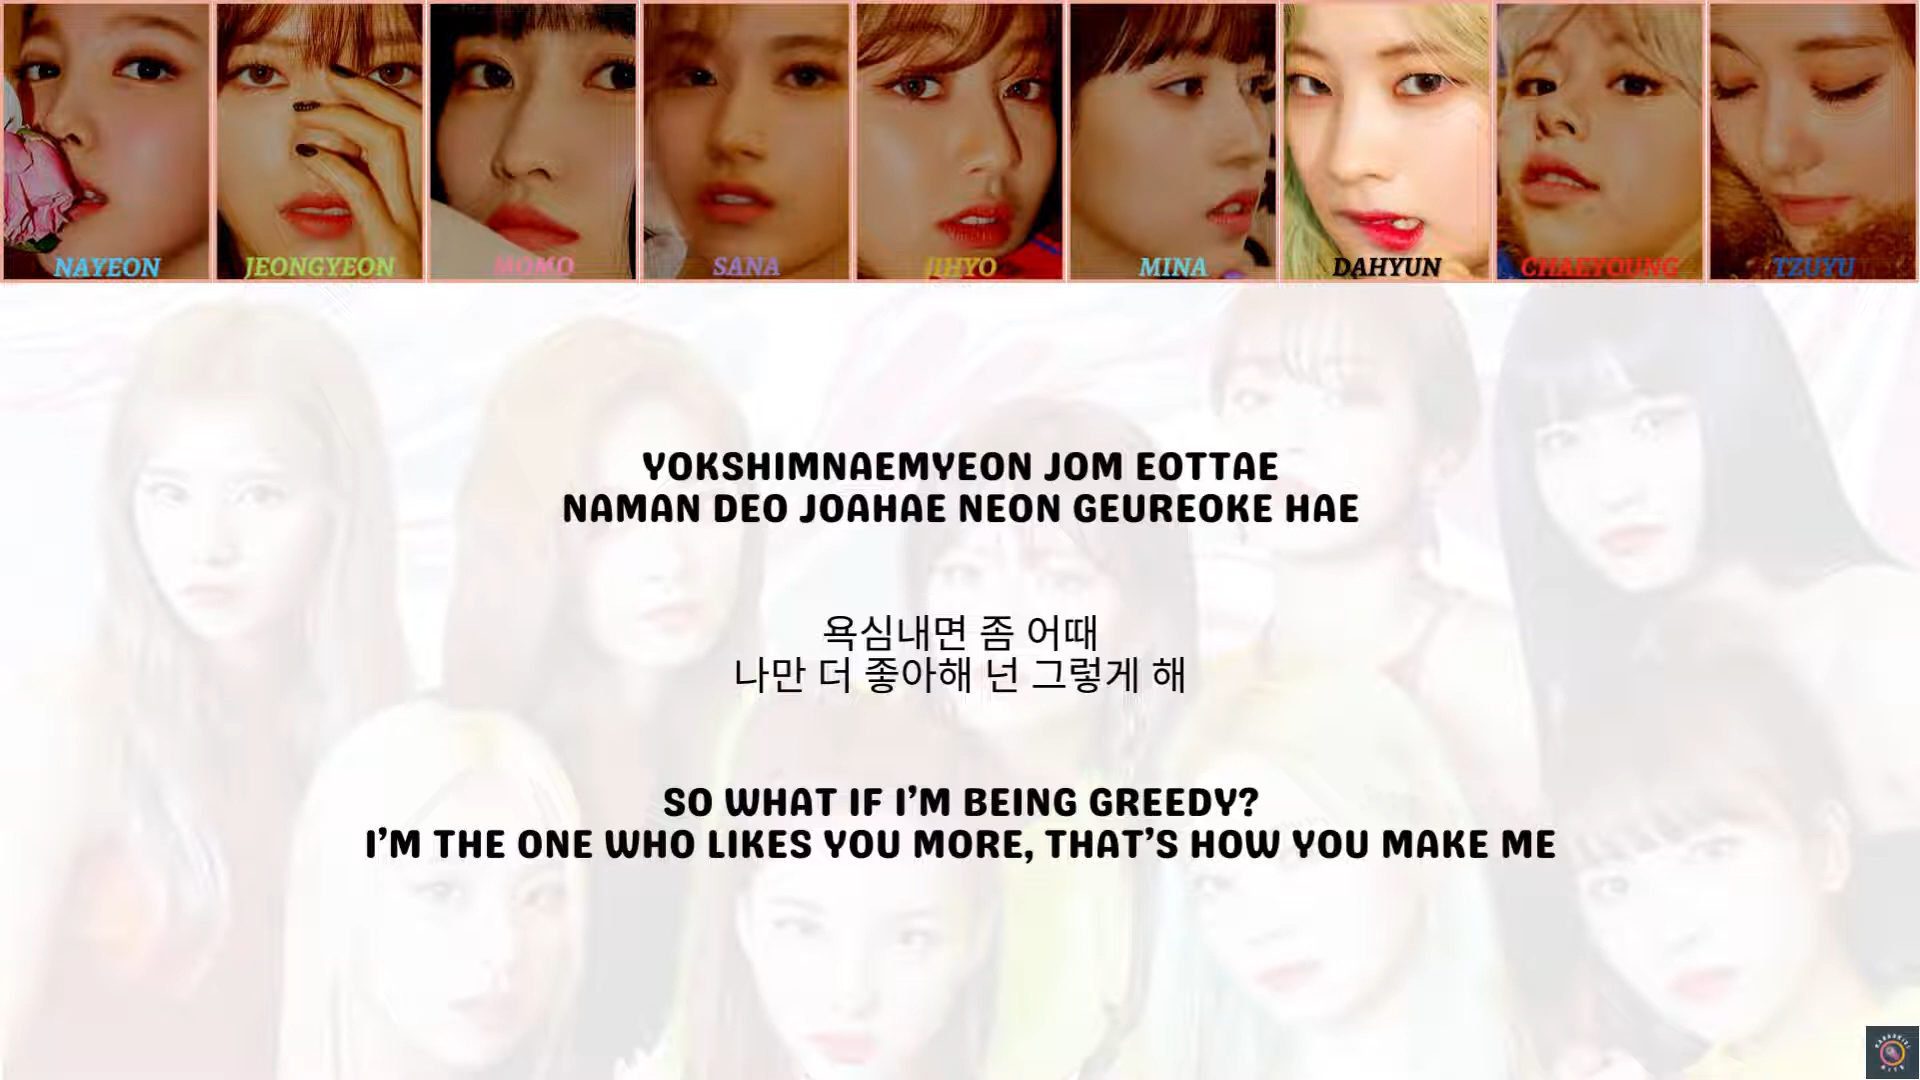 NAYEON
JEONGYEON
MOMO
SANA
JIHYO
MINA
DAHYUN
CHAEYOUNG
TZUYU
YOKSHIMNAEMYEON JOM EOTTAE
NAMAN DEO JOAHAE NEON GEUREOKE HAE
욕심내면 좀 어때
나만 더 좋아해 넌 그렇게 해
SO WHAT IF I'M BEING GREEDY?
I'M THE ONE WHO LIKES YOU MORE, THAT'S HOW YOU MAKE ME